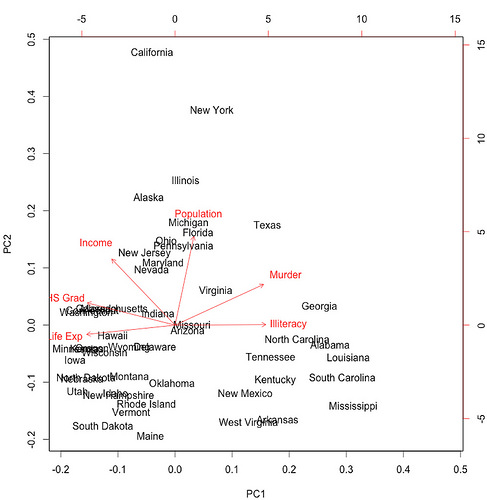 -5 0 5 10 15
California
New York
Illinois
Alaska
Population
Michigan
Texas
Florida
Ohio
Income
Pennsylvania
New Jersey
Maryland
Nevada
Murder
Virginia
HS Grad
Georgia
Massachusetts
Washington
Indiana
Missouri
Illiteracy
Arizona
Life Exp
Hawaii
North Carolina
Wyoming
Delaware
Alabama
Wisconsin
Tennessee
Louisiana
Iowa
North Dakota
Montana
Nebraska
Oklahoma
Kentucky
South Carolina
Utah
Idaho
New Hampshire
New Mexico
Rhode Island
Mississippi
Vermont
Arkansas
West Virginia
South Dakota
Maine
0.5
0.4
0.3
0.2
0.1
0.0
-0.1
-0.2
PC2
15
10
5
0
-5
-0.2 -0.1 0.0 0.1 0.2 0.3 0.4 0.5
PC1